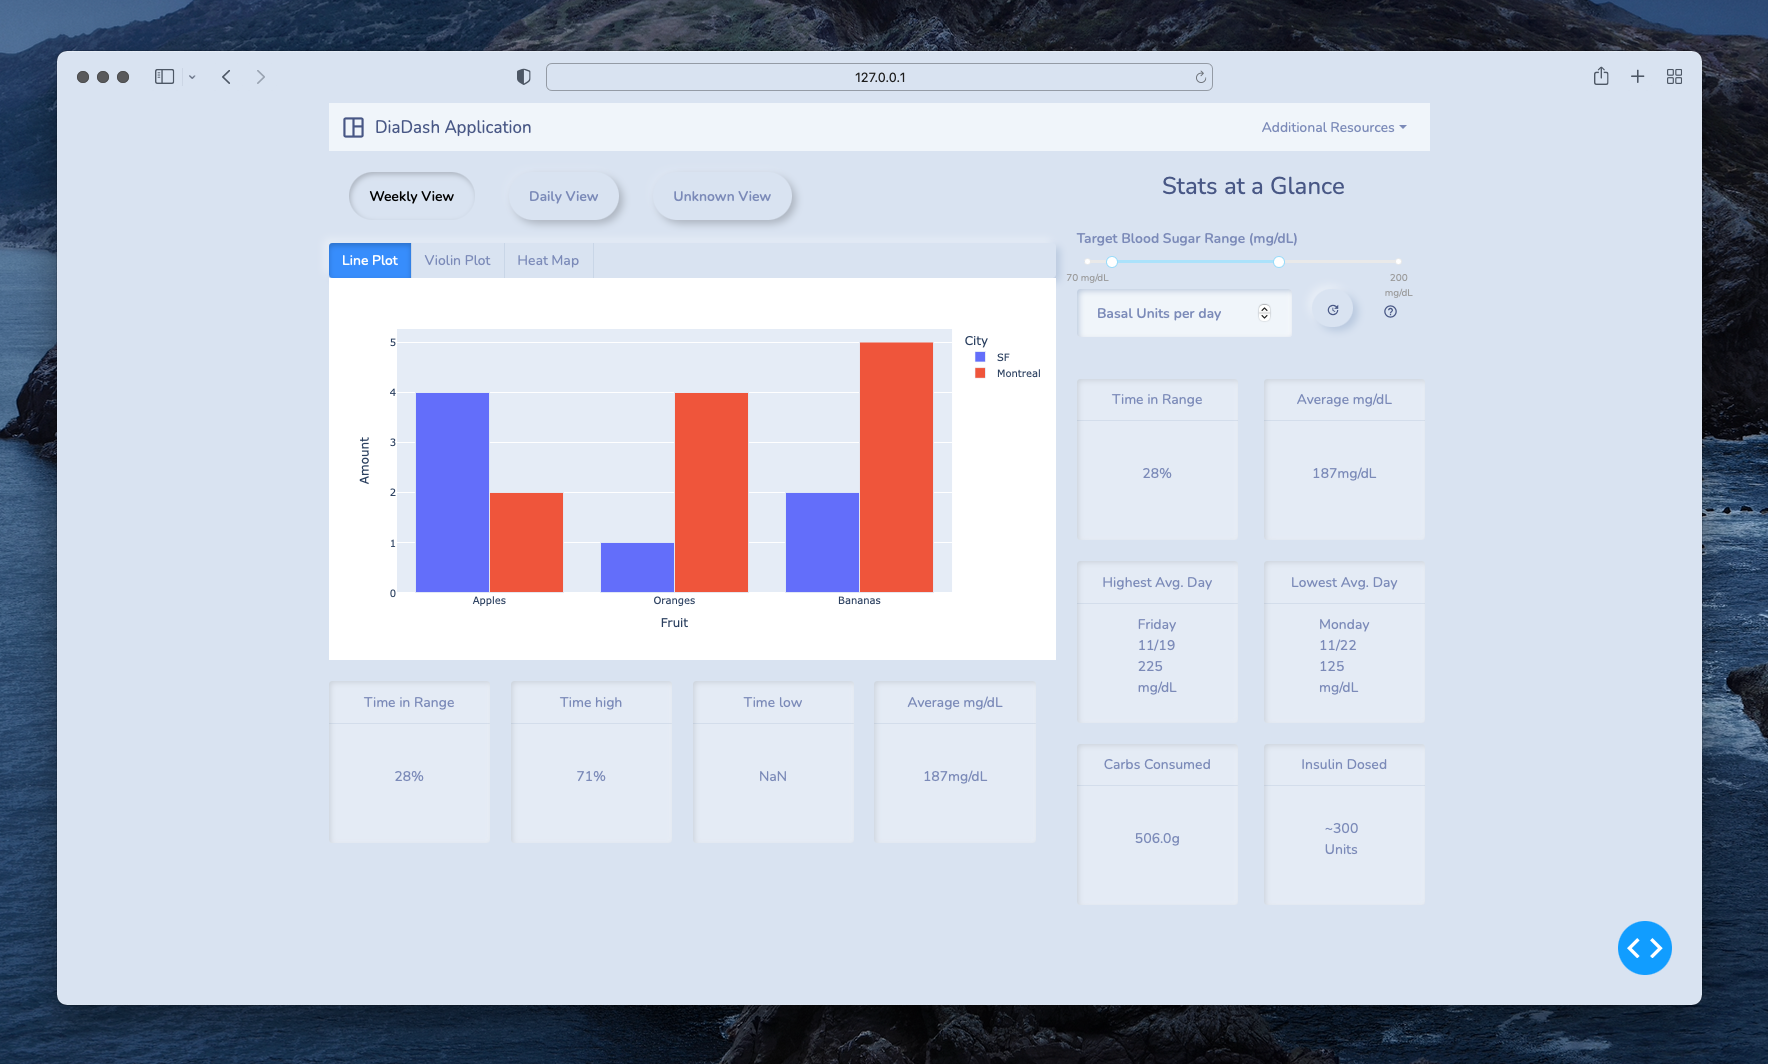 127.0.0.1
DiaDash Application
Additional Resources
Weekly View
Daily View
Unknown View
Line Plot
Violin Plot
Heat Map
5
4
3
2
1
0
Amount
Apples
Oranges
Bananas
Fruit
City
SF
Montreal
Time in Range
28%
Time high
71%
Time low
NaN
Average mg/dL
187mg/dL
Stats at a Glance
Target Blood Sugar Range (mg/dL)
70 mg/dL
200
mg/dL
Basal Units per day
Time in Range
28%
Average mg/dL
187mg/dL
Highest Avg. Day
Friday
11/19
225
mg/dL
Lowest Avg. Day
Monday
11/22
125
mg/dL
Carbs Consumed
506.0g
Insulin Dosed
~300
Units